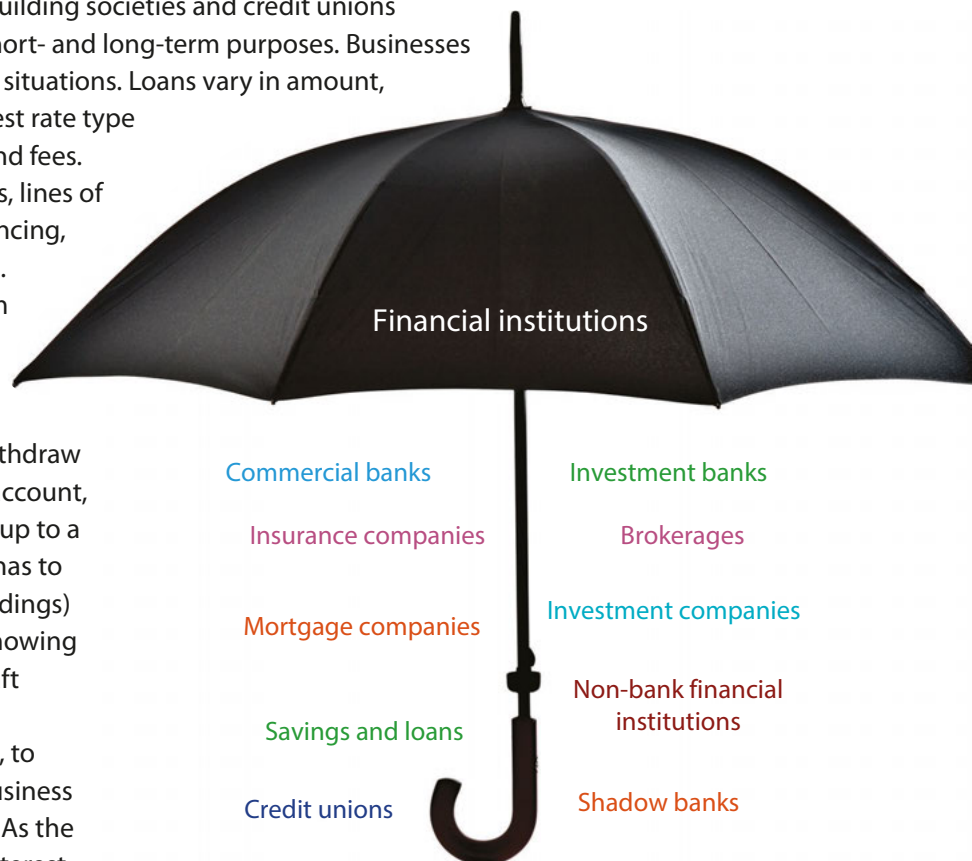 uilding societies and credit unions
ort- and long-term purposes. Businesses
situations. Loans vary in amount,
est rate type
nd fees.
s, lines of
ncing,
.
n
Financial institutions
thdraw
ccount,
up to a
has to
dings)
nowing
ft
, to
usiness
As the
terest
Commercial banks
Investment banks
Insurance companies
Brokerages
Mortgage companies
Investment companies
Non-bank financial
institutions
Savings and loans
Credit unions
Shadow banks